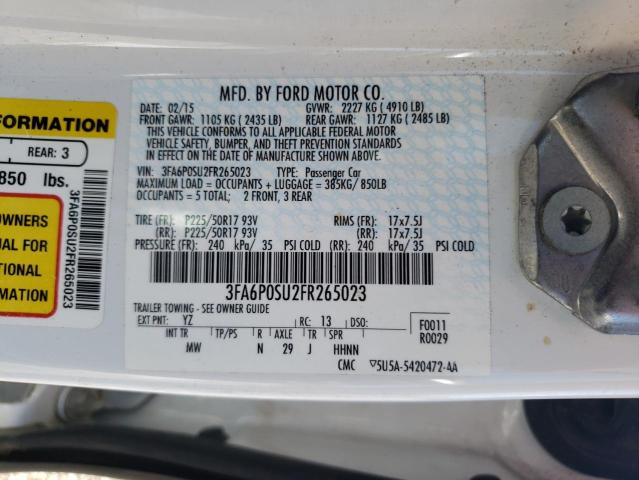 MFD. BY FORD MOTOR CO.
DATE: 02/15 GVWR: 2227 KG ( 4910 LB)
FRONT GAWR: 1105 KG ( 2435 LB) REAR GAWR: 1127 KG ( 2485 LB)
THIS VEHICLE CONFORMS TO ALL APPLICABLE FEDERAL MOTOR
VEHICLE SAFETY, BUMPER, AND THEFT PREVENTION STANDARDS
IN EFFECT ON THE DATE OF MANUFACTURE SHOWN ABOVE.
VIN: 3FA6P0SU2FR265023 TYPE: Passenger Car
MAXIMUM LOAD = OCCUPANTS + LUGGAGE = 385KG/ 850LB
OCCUPANTS = 5 TOTAL; 2 FRONT, 3 REAR
TIRE (FR): P225/50R17 93V RIMS (FR): 17x7.5J
(RR): P225/50R17 93V (RR): 17x7.5J
PRESSURE (FR): 240 kPa/ 35 PSI COLD (RR): 240 kPa/35 PSI COLD
3FA6P0SU2FR265023
TRAILER TOWING - SEE OWNER GUIDE
EXT PNT: YZ RC: 13 DSO: F0011
R0029
INT TR TP/PS R AXLE TR SPR
MW N 29 J HHNN
CMC 5U5A-5420472-AA
FORMATION
REAR: 3
850 lbs.
OWNERS
UAL FOR
TIONAL
RMATION
3FA6P0SU2FR265023